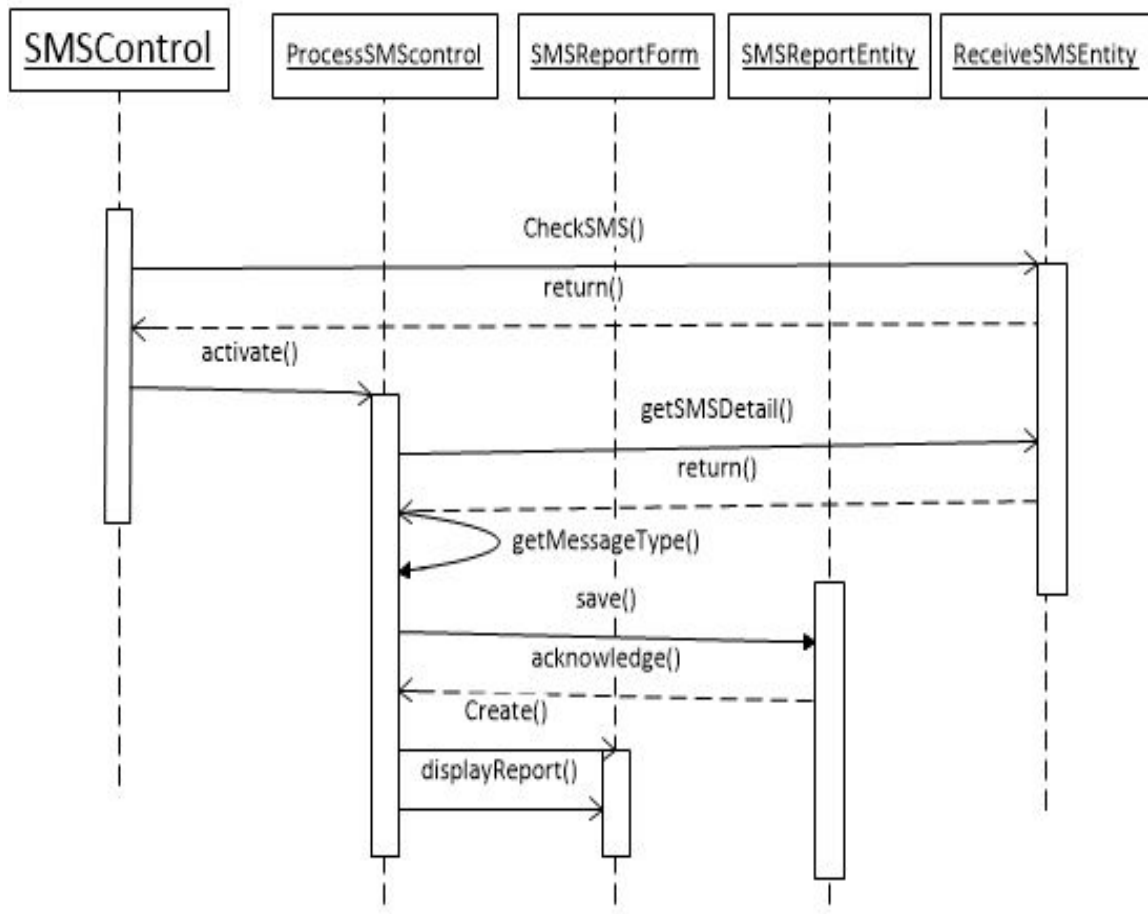 SMSControl
ProcessSMScontrol
SMSReportForm
SMSReportEntity
ReceiveSMSEntity
CheckSMS()
return()
activate()
getSMSDetail()
return()
getMessageType()
save()
acknowledge()
Create()
displayReport()